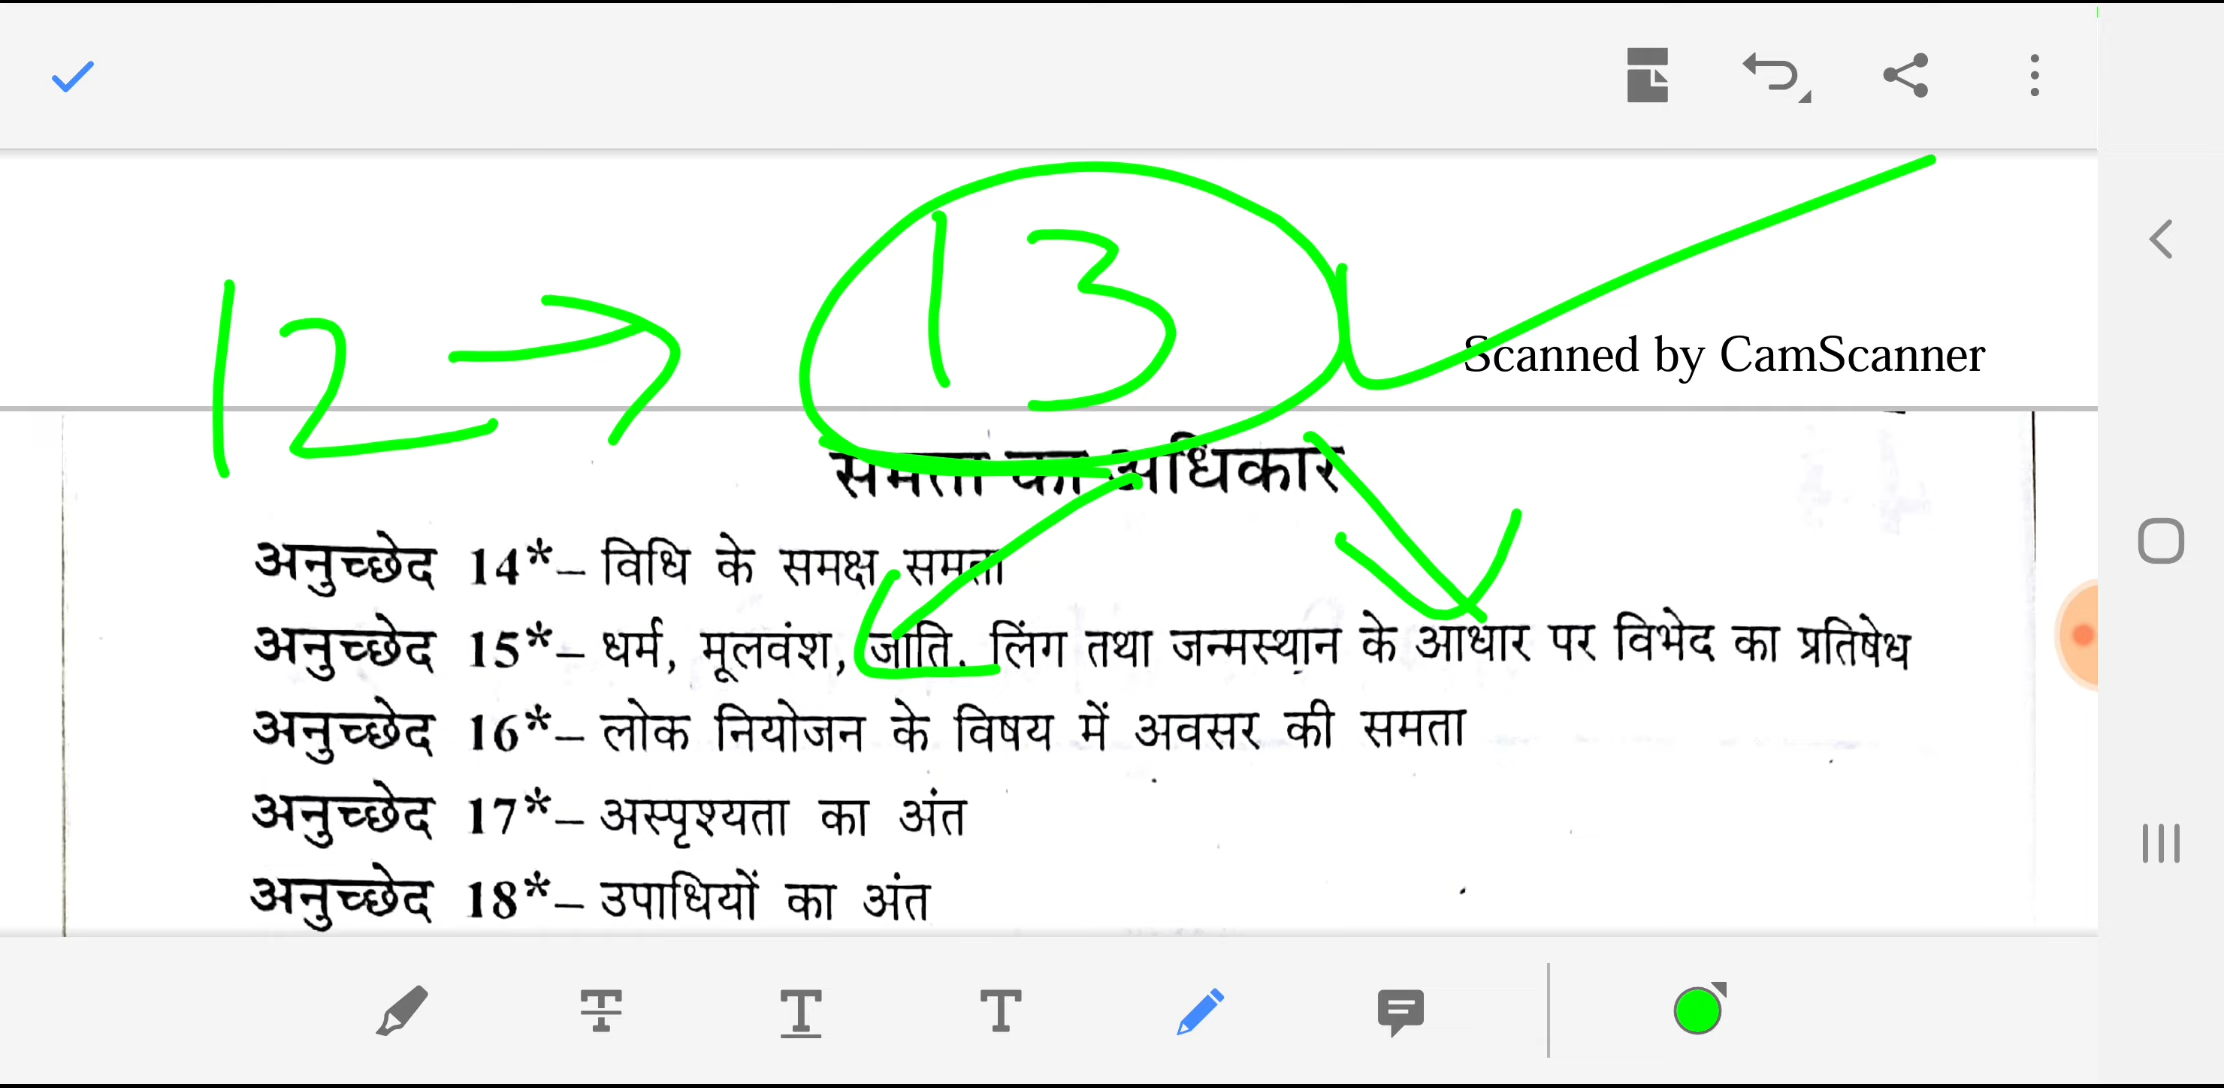 12 → 13
Scanned by CamScanner
समता का अधिकार
अनुच्छेद 14*– विधि के समक्ष समता
अनुच्छेद 15*– धर्म, मूलवंश, जाति, लिंग तथा जन्मस्थान के आधार पर विभेद का प्रतिषेध
अनुच्छेद 16*– लोक नियोजन के विषय में अवसर की समता
अनुच्छेद 17*– अस्पृश्यता का अंत
अनुच्छेद 18*– उपाधियों का अंत